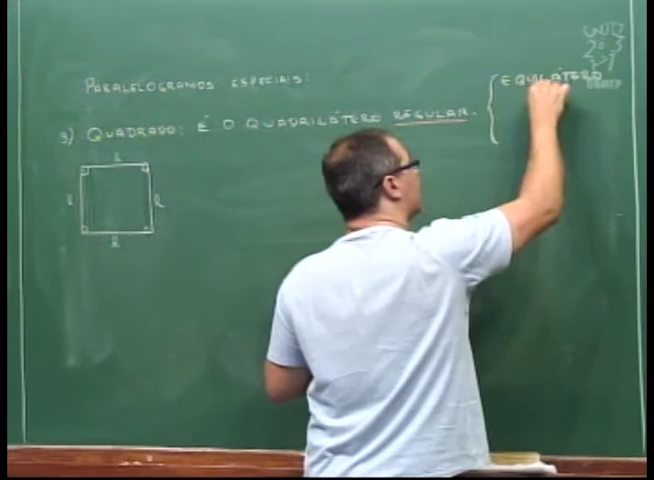 PARALELOGRAMOS ESPECIAIS:
3) QUADRADO: É O QUADRILÁTERO REGULAR. { EQUILÁTERO
l
l l
l